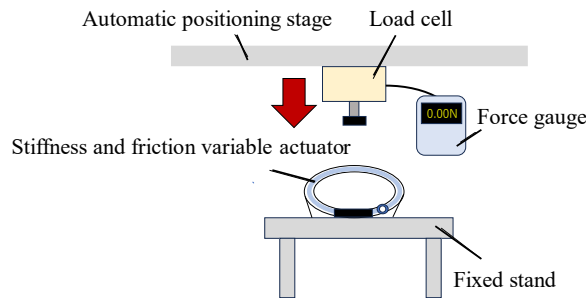 Automatic positioning stage
Load cell
0.00N
Force gauge
Stiffness and friction variable actuator
Fixed stand